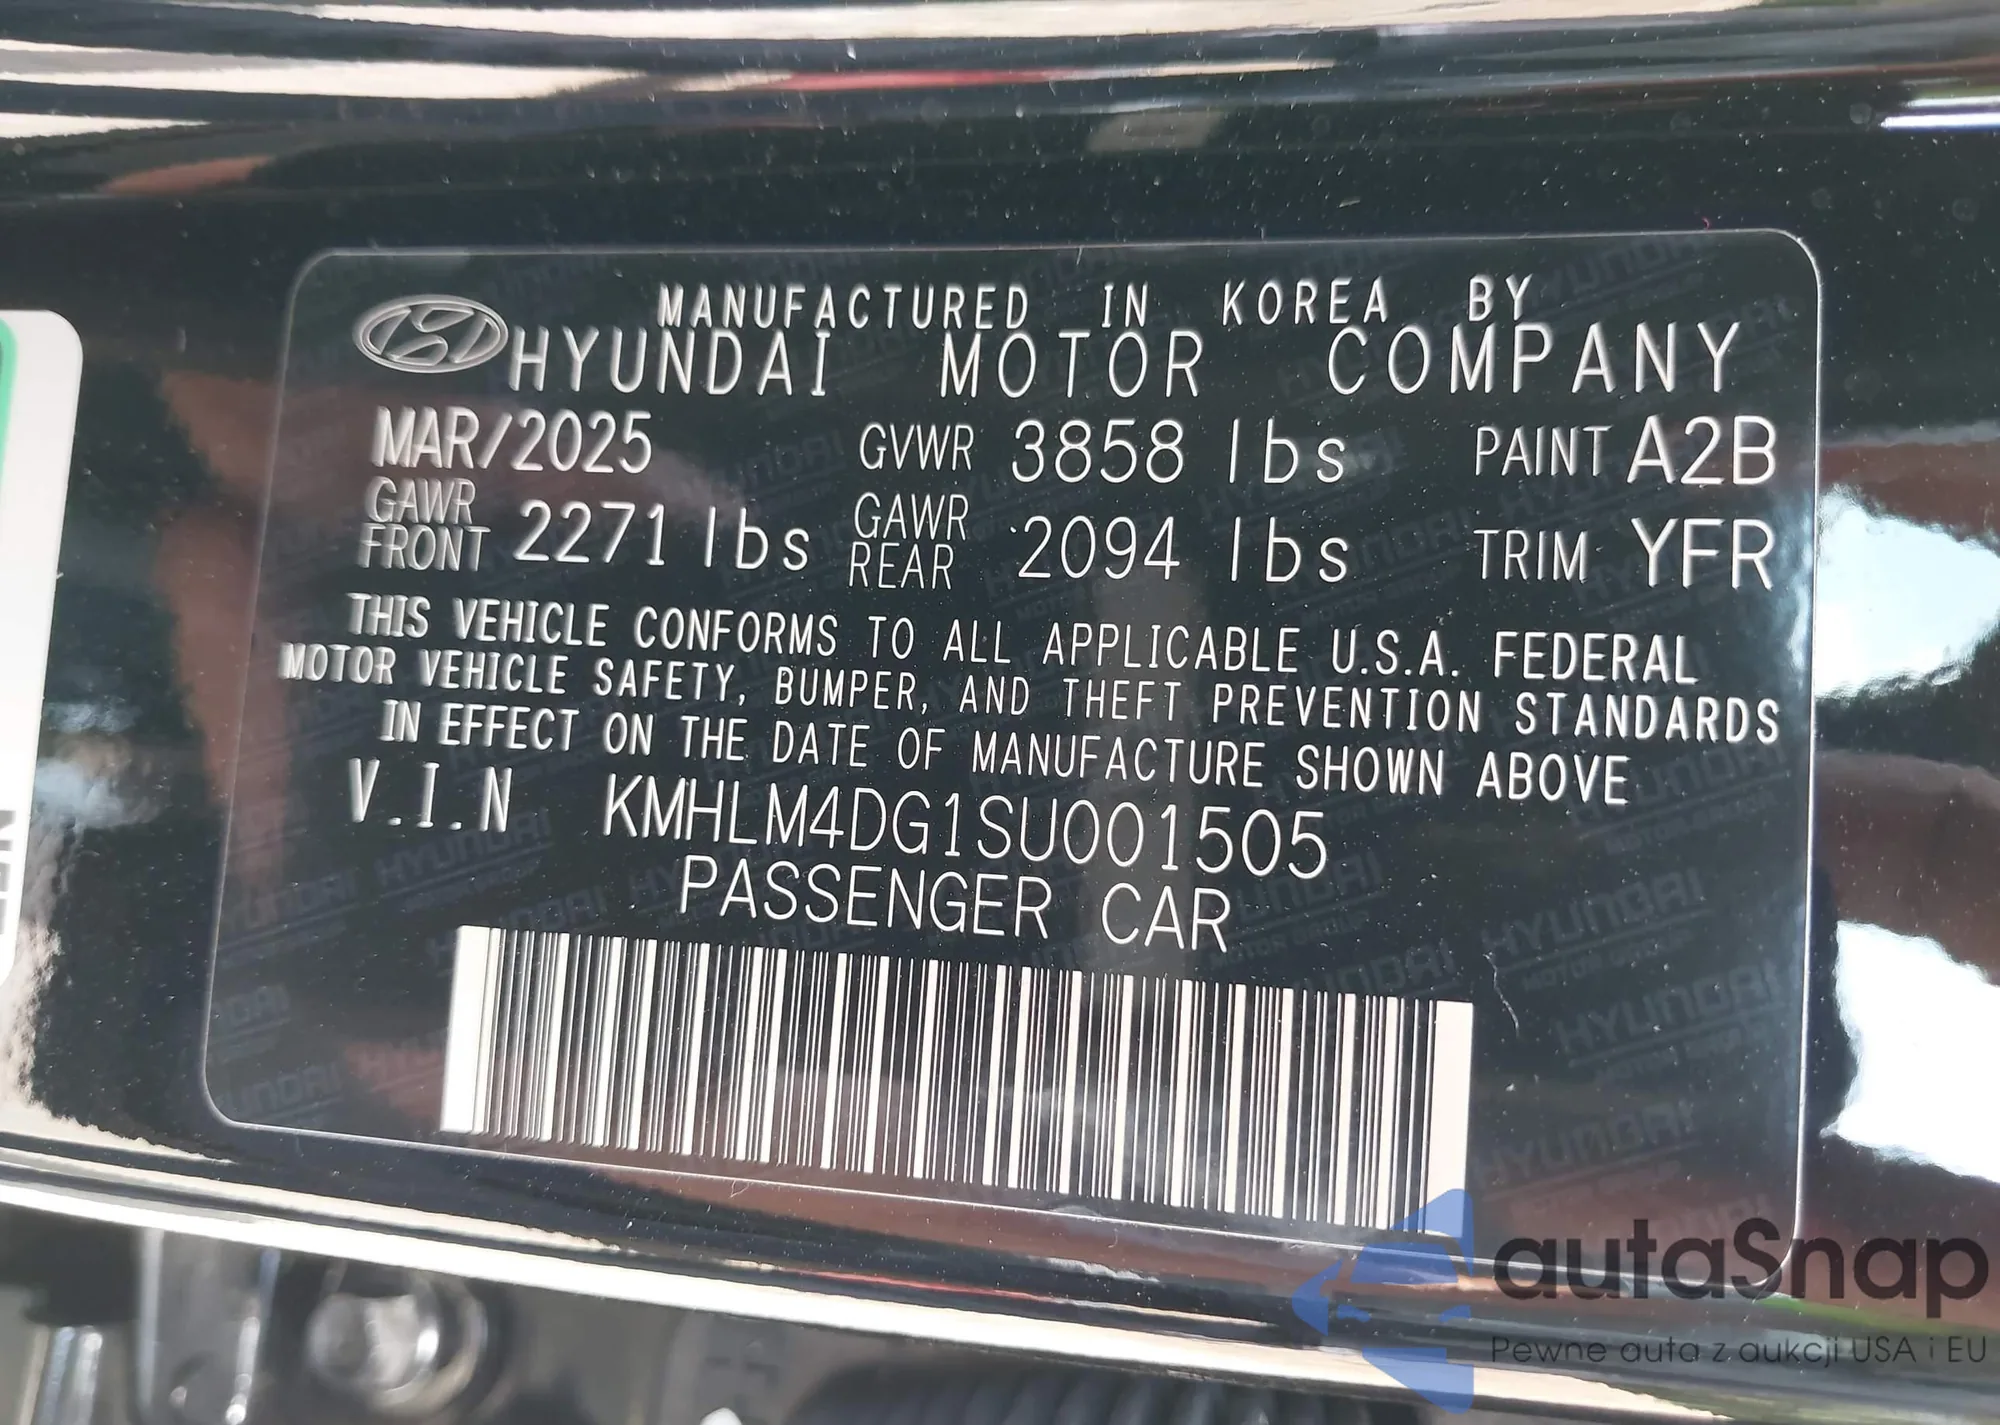 MANUFACTURED IN KOREA BY
HYUNDAI MOTOR COMPANY
MAR/2025 GVWR 3858 lbs PAINT A2B
GAWR FRONT 2271 lbs GAWR REAR 2094 lbs TRIM YFR
THIS VEHICLE CONFORMS TO ALL APPLICABLE U.S.A. FEDERAL
MOTOR VEHICLE SAFETY, BUMPER, AND THEFT PREVENTION STANDARDS
IN EFFECT ON THE DATE OF MANUFACTURE SHOWN ABOVE
V.I.N KMHLM4DG1SU001505
PASSENGER CAR
autaSnap
Pewne auta z aukcji USA i EU